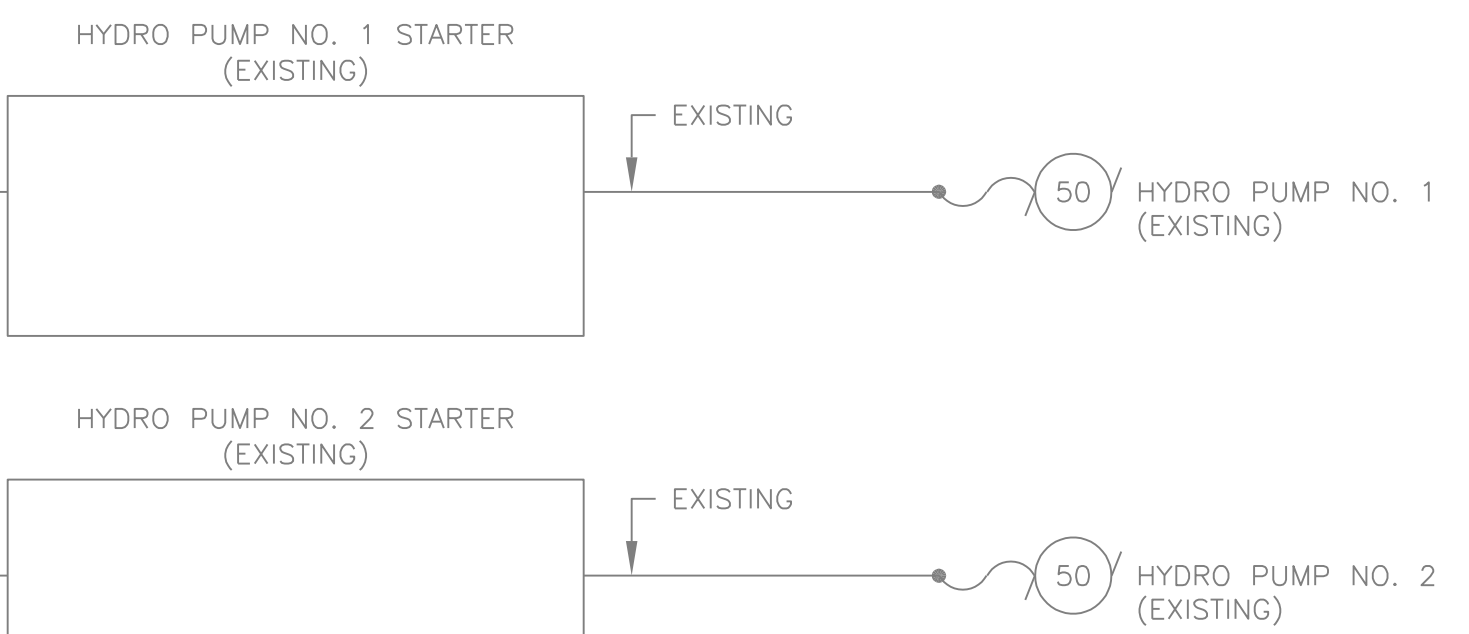 HYDRO PUMP NO. 1 STARTER
(EXISTING)
EXISTING
50
HYDRO PUMP NO. 1
(EXISTING)
HYDRO PUMP NO. 2 STARTER
(EXISTING)
EXISTING
50
HYDRO PUMP NO. 2
(EXISTING)